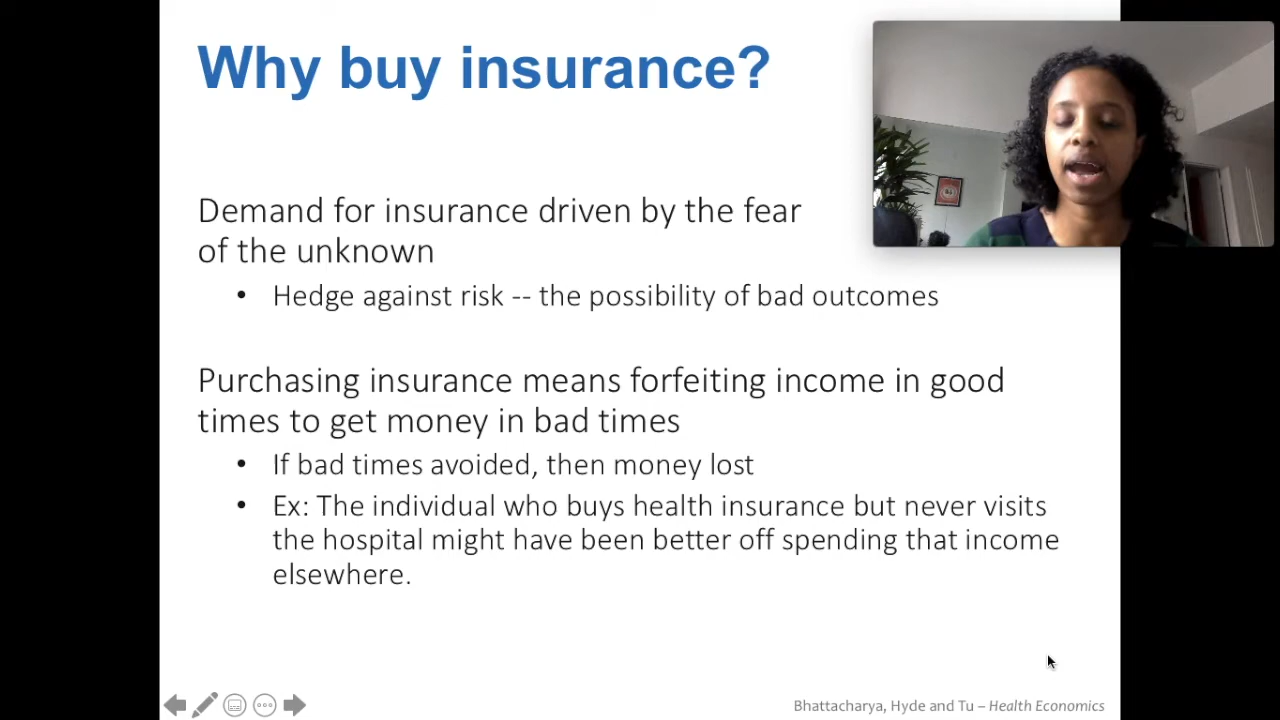 Why buy insurance?
Demand for insurance driven by the fear
of the unknown
• Hedge against risk -- the possibility of bad outcomes
Purchasing insurance means forfeiting income in good
times to get money in bad times
• If bad times avoided, then money lost
• Ex: The individual who buys health insurance but never visits
the hospital might have been better off spending that income
elsewhere.
Bhattacharya, Hyde and Tu – Health Economics